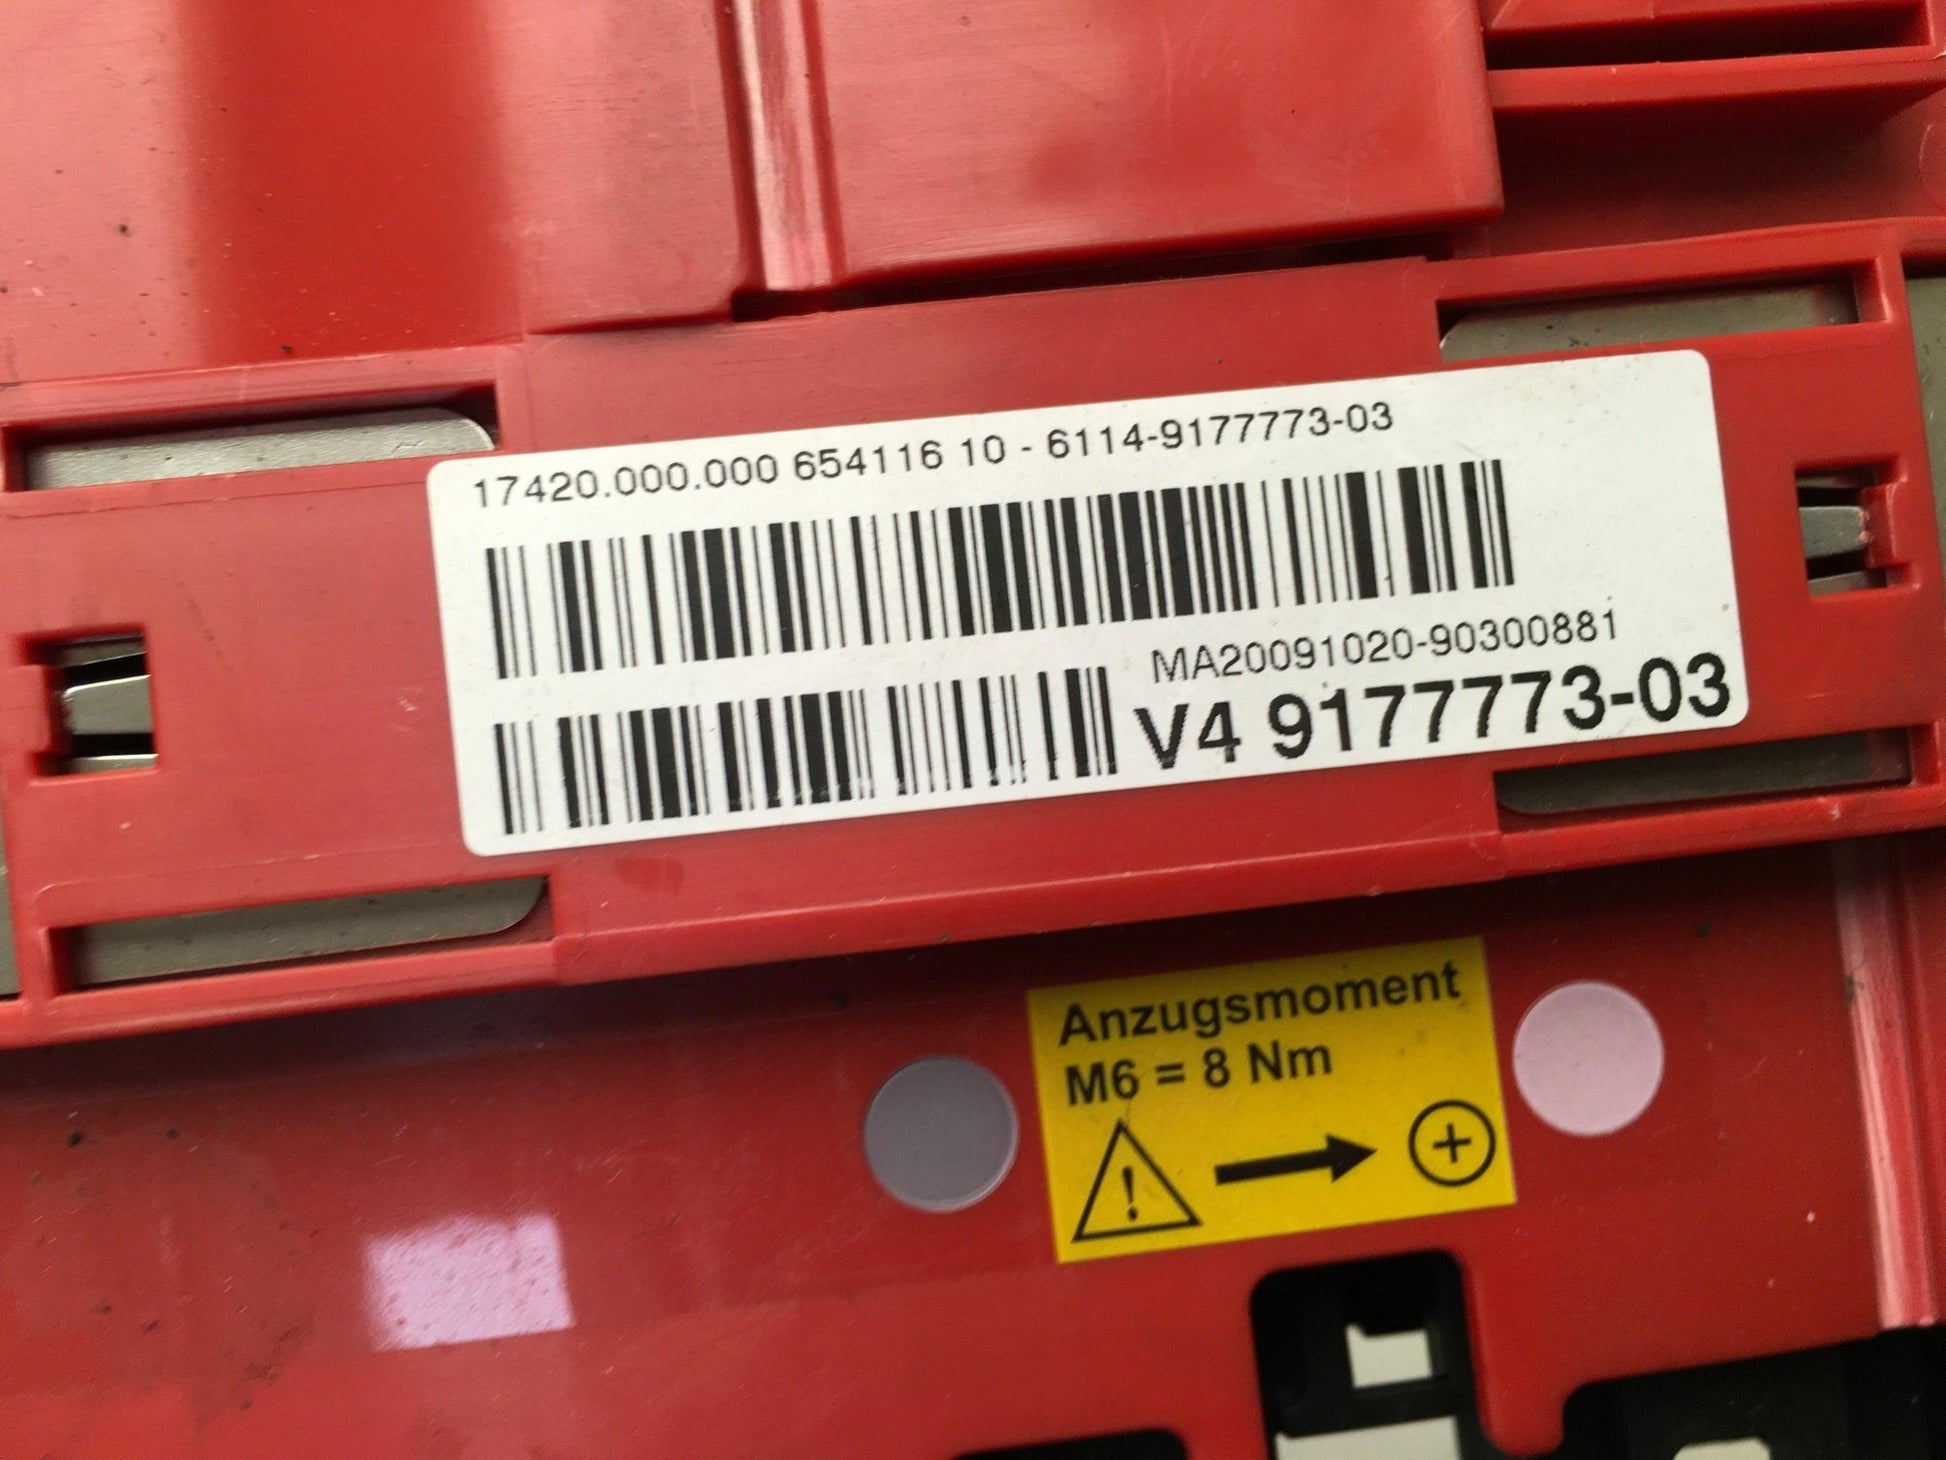 17420.000.000 654116 10 - 6114-9177773-03
MA20091020-90300881
V4 9177773-03
Anzugsmoment
M6 = 8 Nm